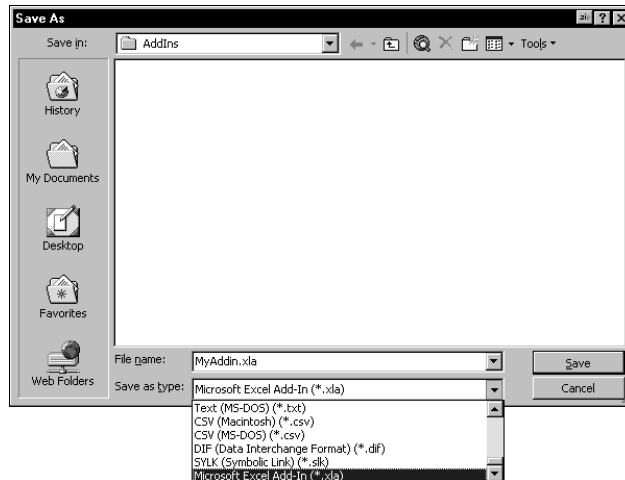 Save As
zip ? X
Save in: AddIns Tools
History
My Documents
Desktop
Favorites
Web Folders
File name: MyAddin.xla Save
Save as type: Microsoft Excel Add-In (*.xla) Cancel
Text (MS-DOS) (*.txt)
CSV (Macintosh) (*.csv)
CSV (MS-DOS) (*.csv)
DIF (Data Interchange Format) (*.dif)
SYLK (Symbolic Link) (*.slk)
Microsoft Excel Add-In (*.xla)